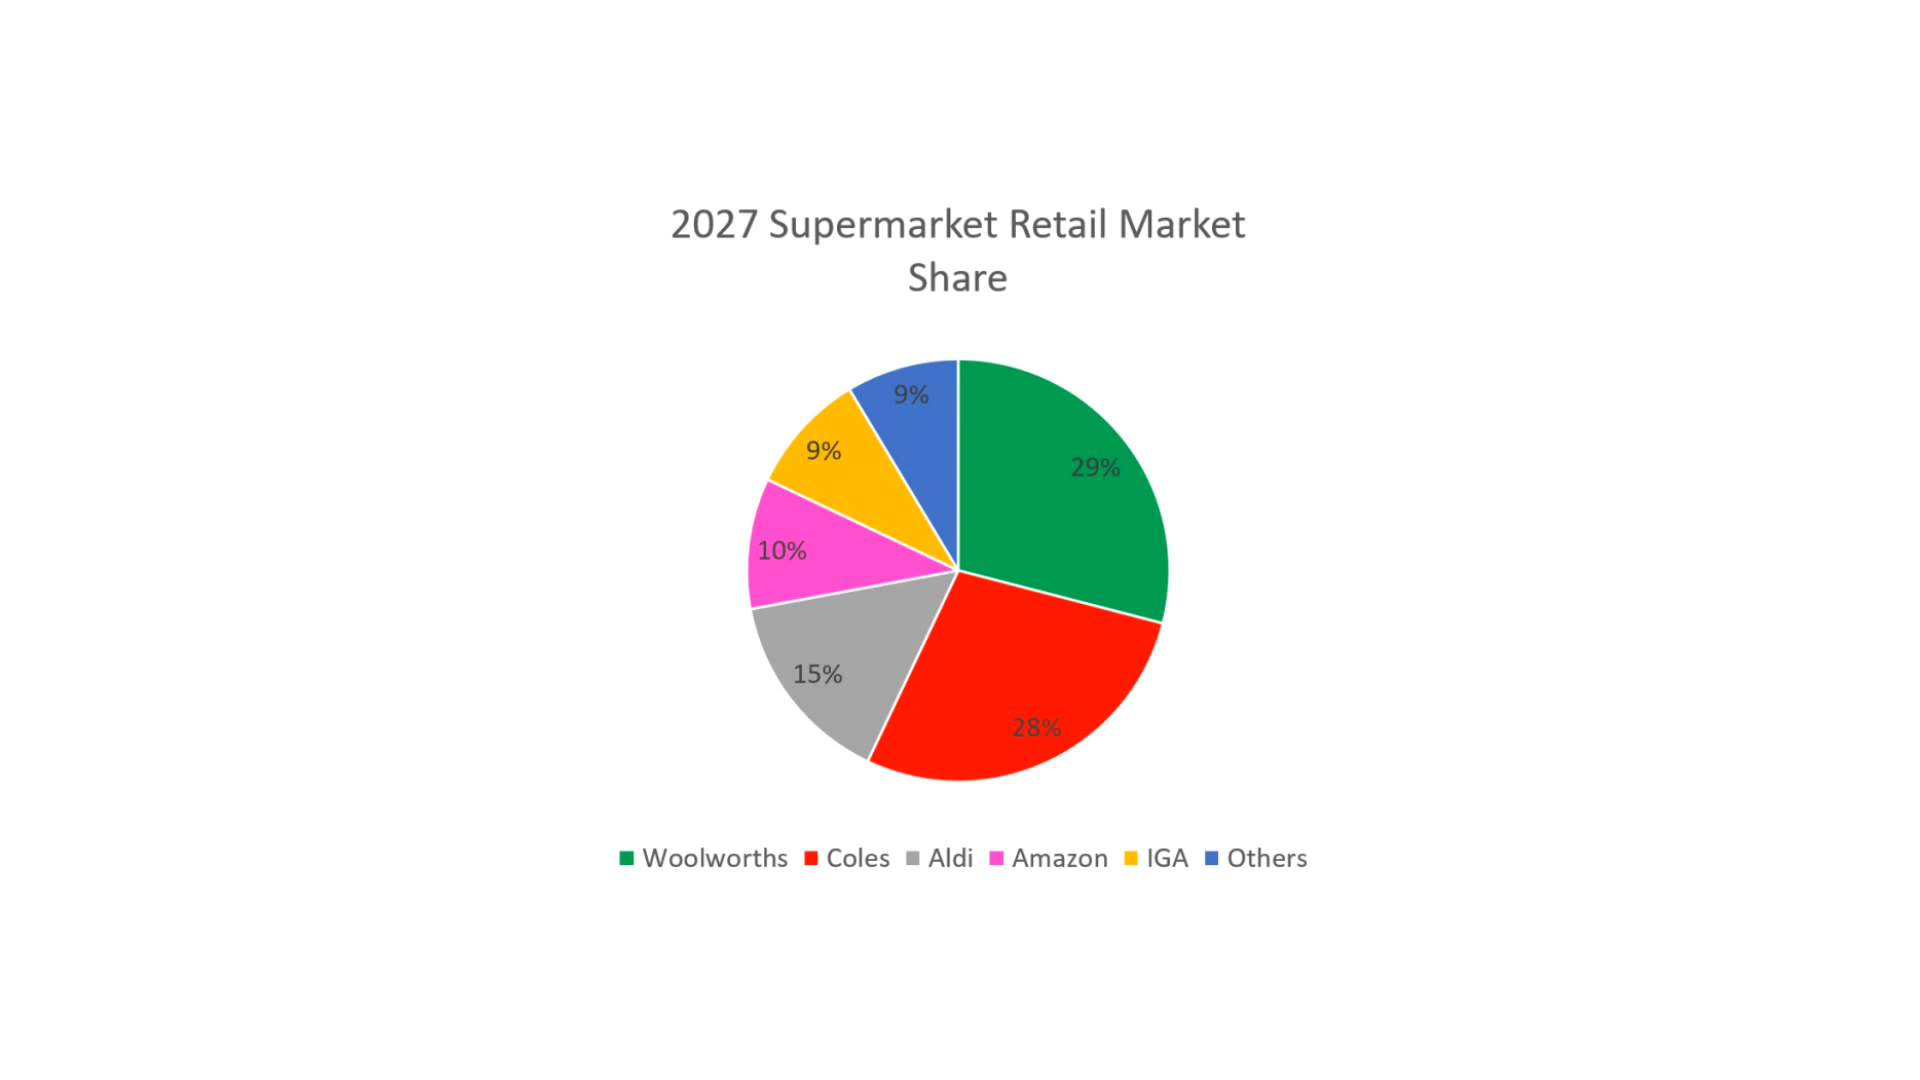 2027 Supermarket Retail Market
Share
9%
29%
9%
10%
15%
28%
Woolworths Coles Aldi Amazon IGA Others